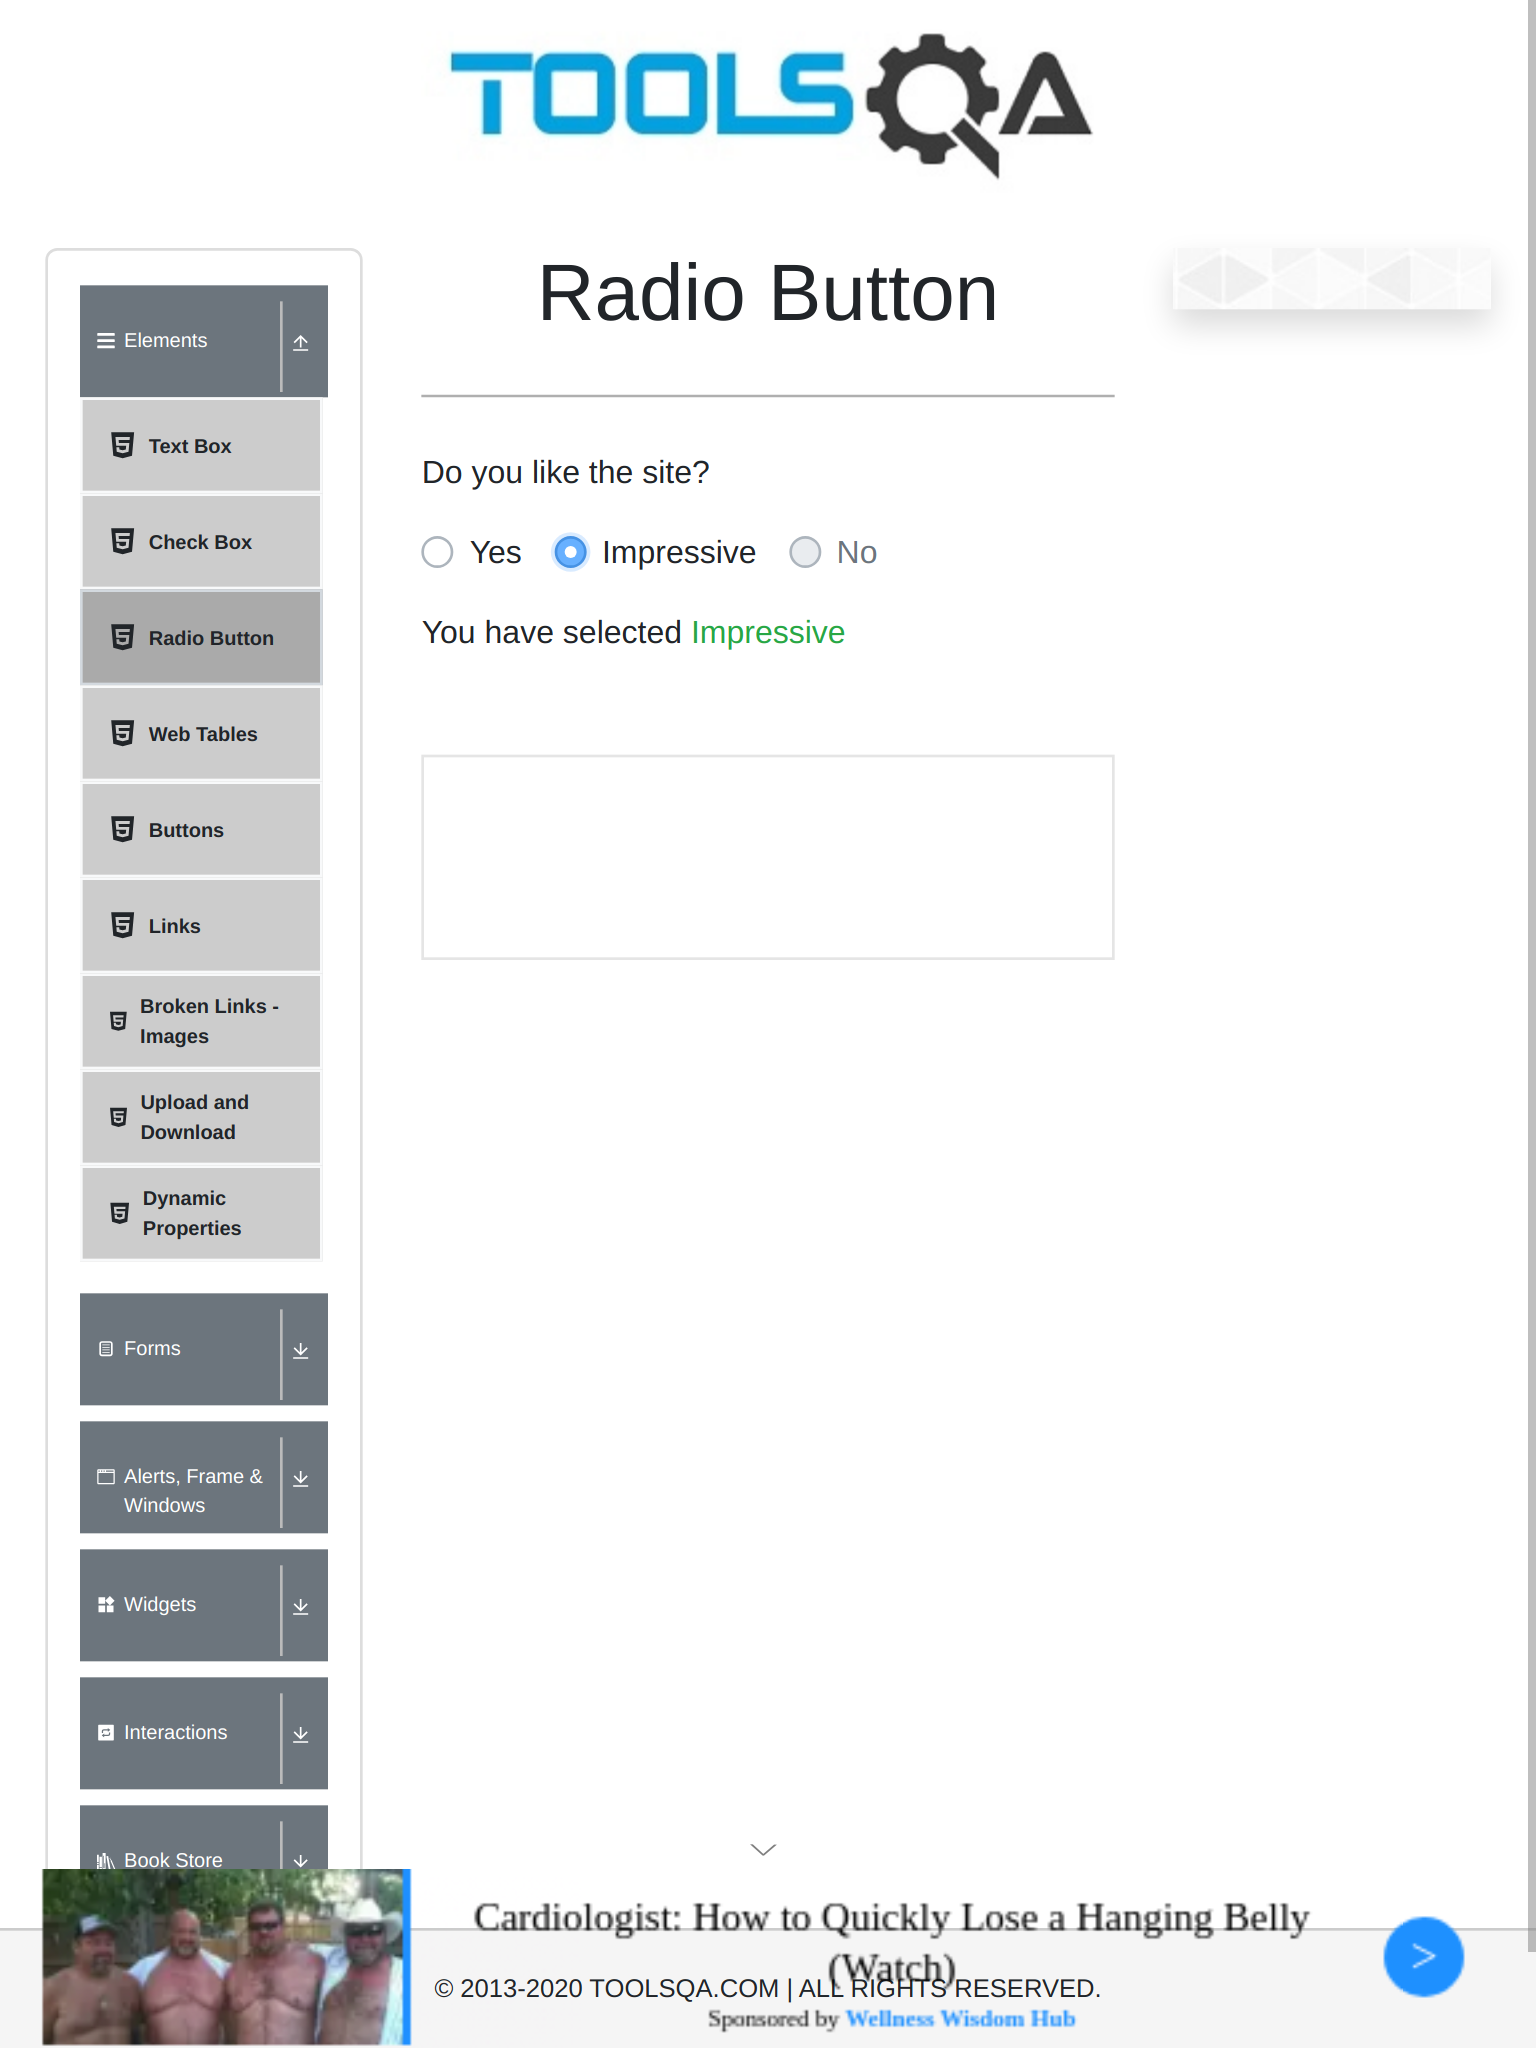 TOOLSQA
Radio Button
Elements
Text Box
Check Box
Radio Button
Web Tables
Buttons
Links
Broken Links -
Images
Upload and
Download
Dynamic
Properties
Forms
Alerts, Frame &
Windows
Widgets
Interactions
Book Store
Do you like the site?
Yes Impressive No
You have selected Impressive
Cardiologist: How to Quickly Lose a Hanging Belly
(Watch)
© 2013-2020 TOOLSQA.COM | ALL RIGHTS RESERVED.
Sponsored by Wellness Wisdom Hub